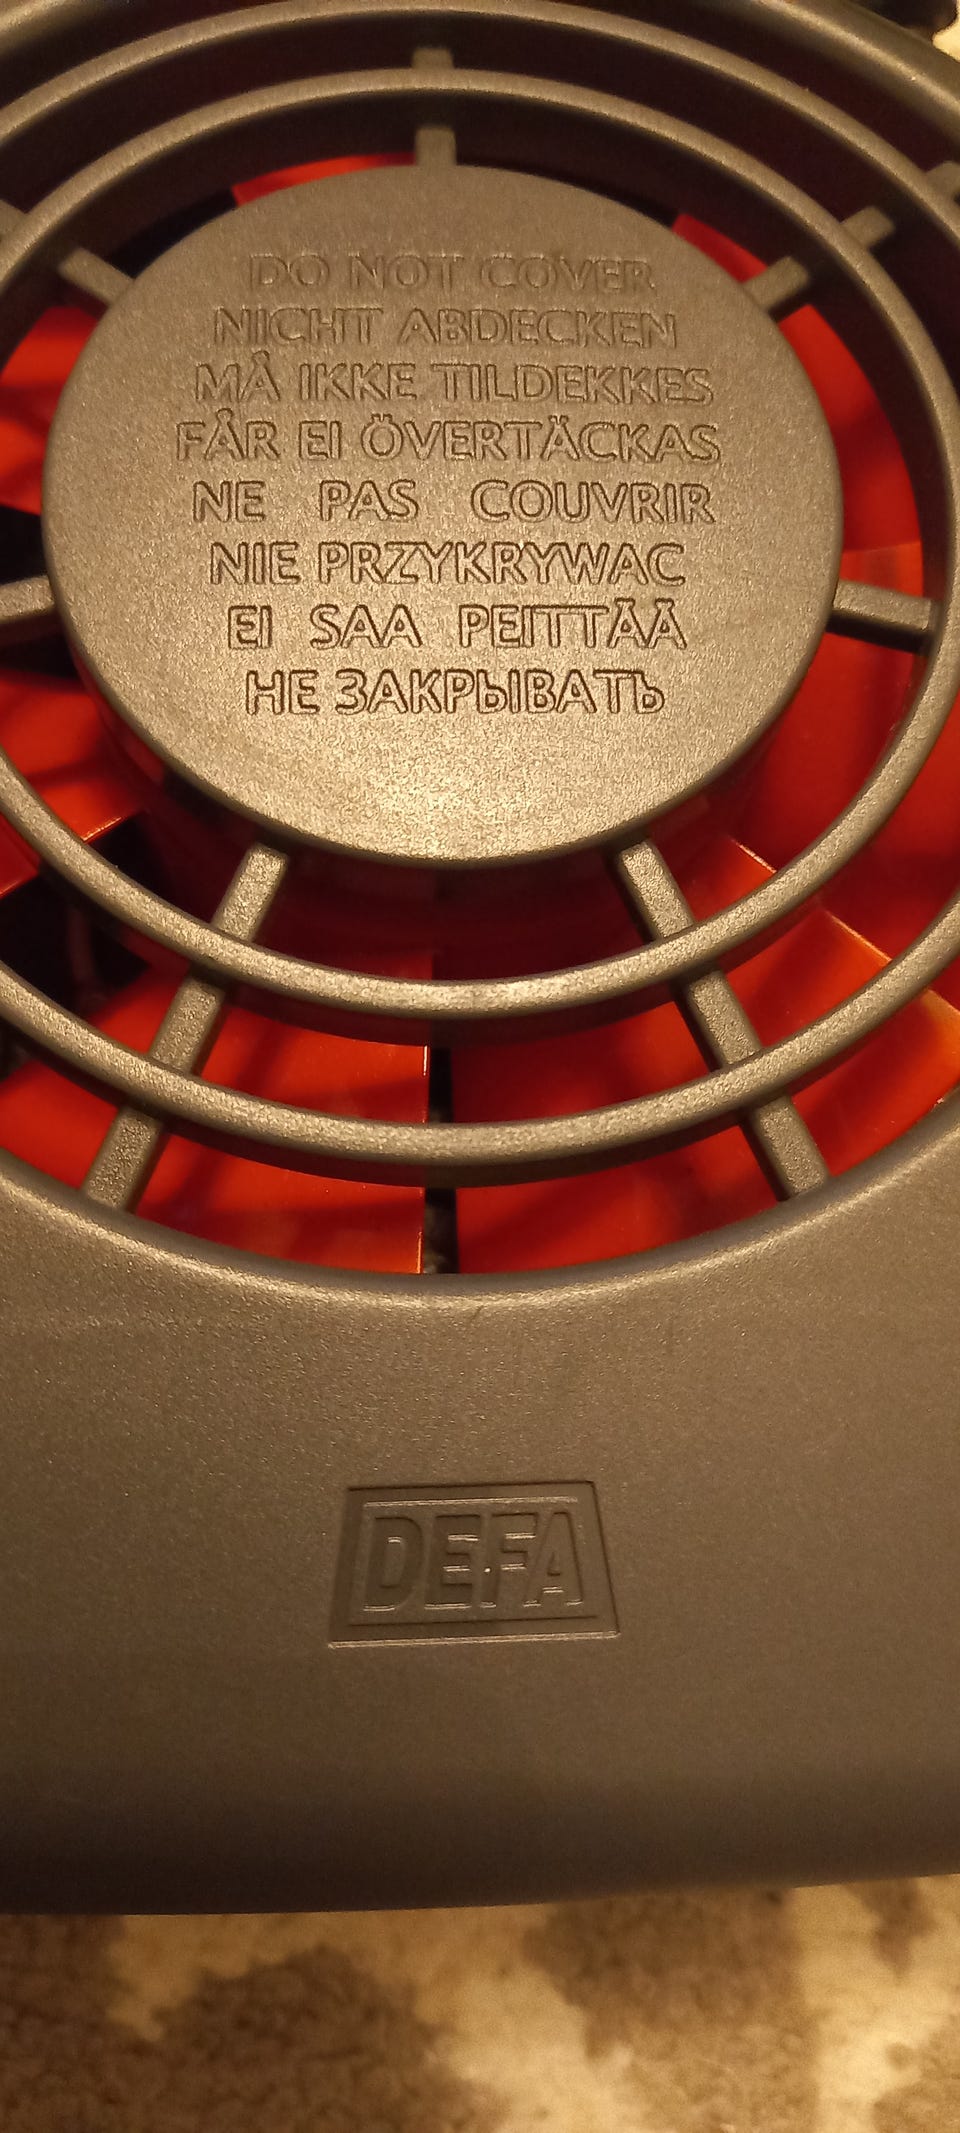 DO NOT COVER
NICHT ABDECKEN
MÅ IKKE TILDEKKES
FÅR EI ÖVERTÄCKAS
NE PAS COUVRIR
NIE PRZYKRYWAC
EI SAA PEITTÄÄ
НЕ ЗАКРЫВАТЬ
DEFA